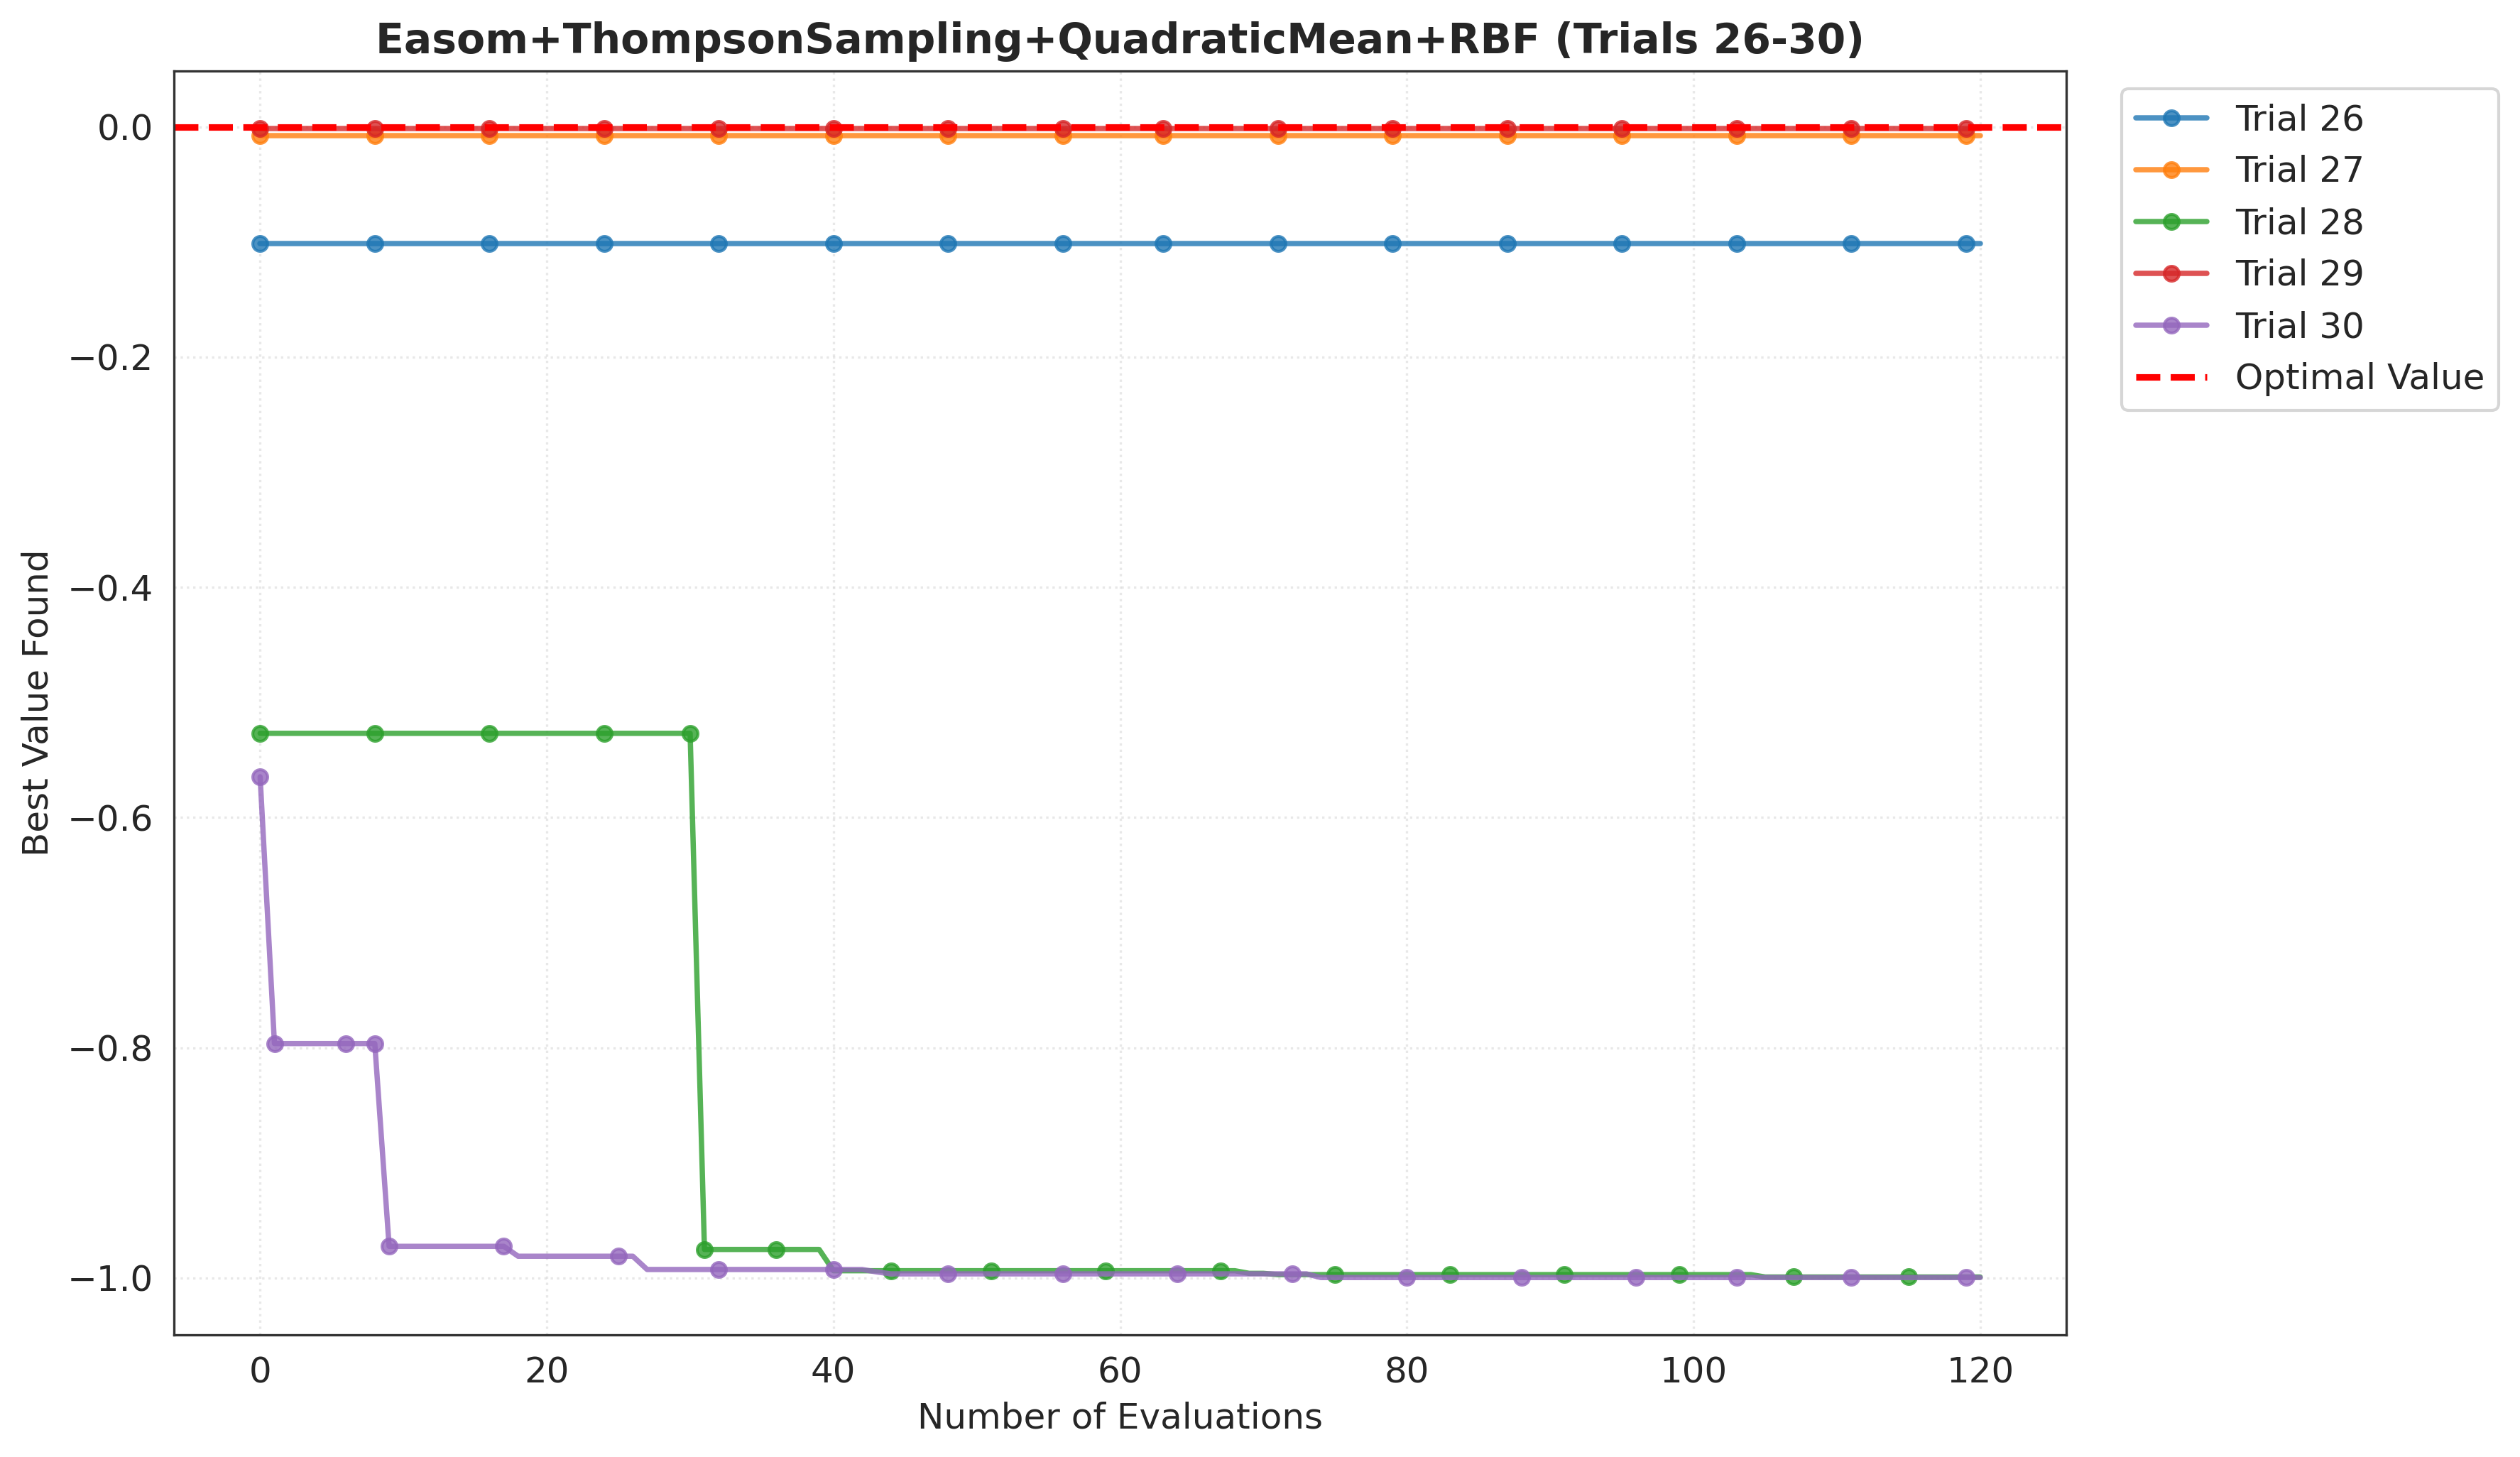 Easom+ThompsonSampling+QuadraticMean+RBF (Trials 26-30)
Trial 26
Trial 27
Trial 28
Trial 29
Trial 30
Optimal Value
Best Value Found
0.0
−0.2
−0.4
−0.6
−0.8
−1.0
0 20 40 60 80 100 120
Number of Evaluations